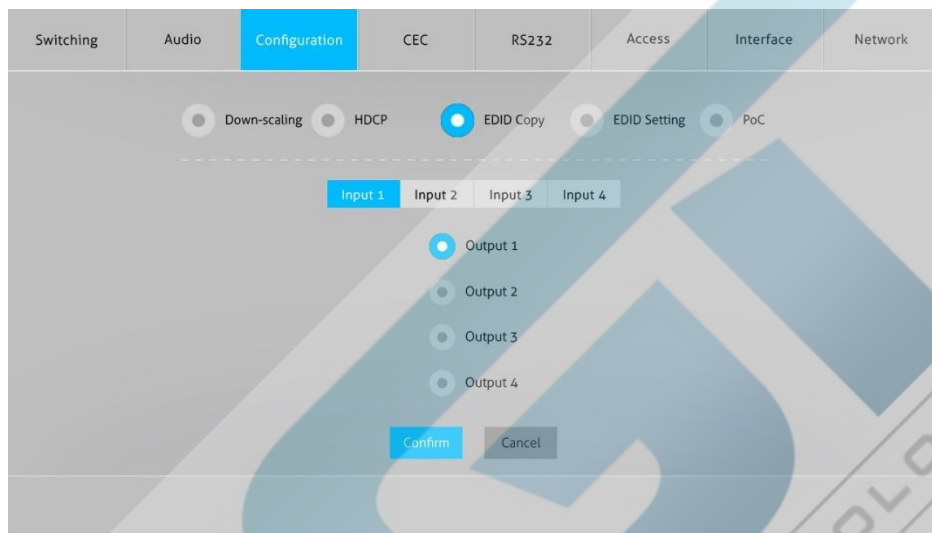 Switching Audio Configuration CEC RS232 Access Interface Network
Down-scaling HDCP EDID Copy EDID Setting PoC
Input 1 Input 2 Input 3 Input 4
Output 1
Output 2
Output 3
Output 4
Confirm Cancel